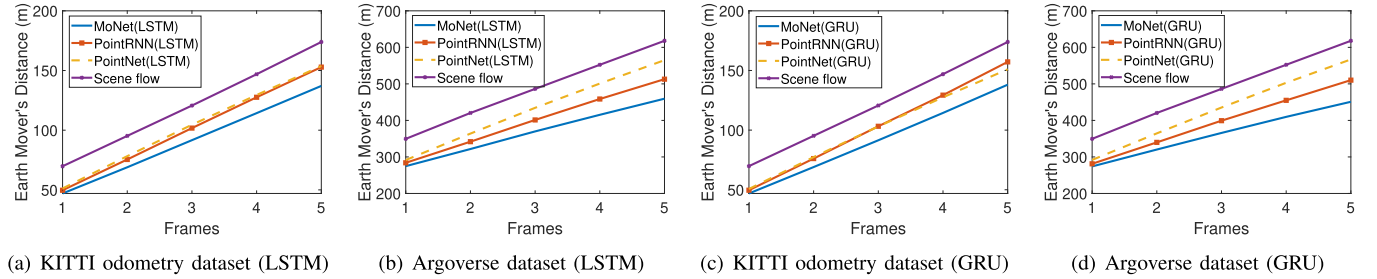 Earth Mover's Distance (m)
200
150
100
50
MoNet(LSTM)
PointRNN(LSTM)
PointNet(LSTM)
Scene flow
1 2 3 4 5
Frames
(a) KITTI odometry dataset (LSTM)
Earth Mover's Distance (m)
700
600
500
400
300
200
MoNet(LSTM)
PointRNN(LSTM)
PointNet(LSTM)
Scene flow
1 2 3 4 5
Frames
(b) Argoverse dataset (LSTM)
Earth Mover's Distance (m)
200
150
100
50
MoNet(GRU)
PointRNN(GRU)
PointNet(GRU)
Scene flow
1 2 3 4 5
Frames
(c) KITTI odometry dataset (GRU)
Earth Mover's Distance (m)
700
600
500
400
300
200
MoNet(GRU)
PointRNN(GRU)
PointNet(GRU)
Scene flow
1 2 3 4 5
Frames
(d) Argoverse dataset (GRU)